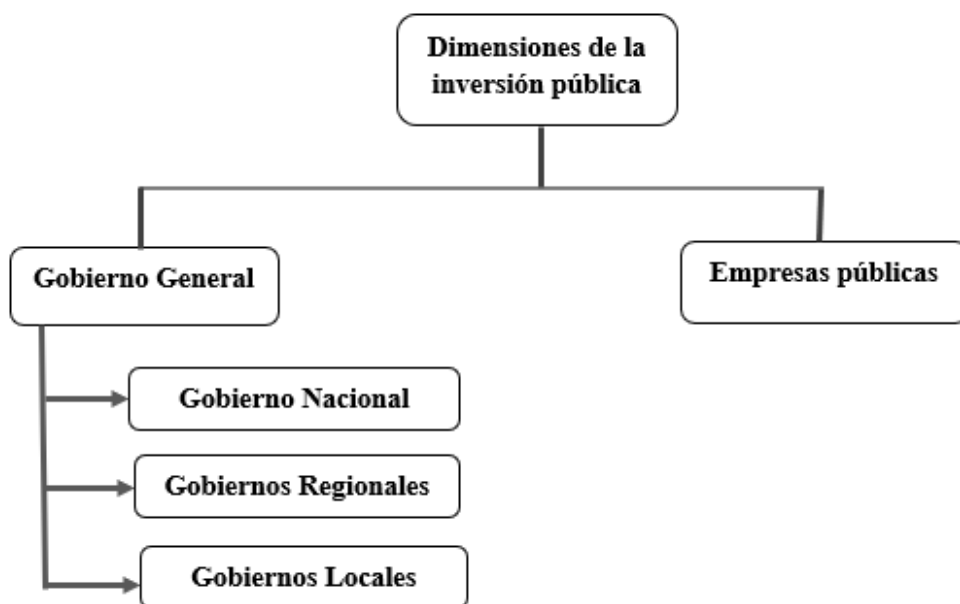 Dimensiones de la
inversión pública
Gobierno General
Empresas públicas
Gobierno Nacional
Gobiernos Regionales
Gobiernos Locales